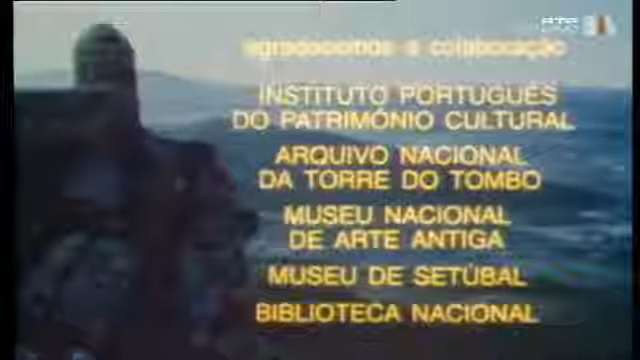 agradecemos a colaboração
INSTITUTO PORTUGUÊS
DO PATRIMÓNIO CULTURAL
ARQUIVO NACIONAL
DA TORRE DO TOMBO
MUSEU NACIONAL
DE ARTE ANTIGA
MUSEU DE SETÚBAL
BIBLIOTECA NACIONAL